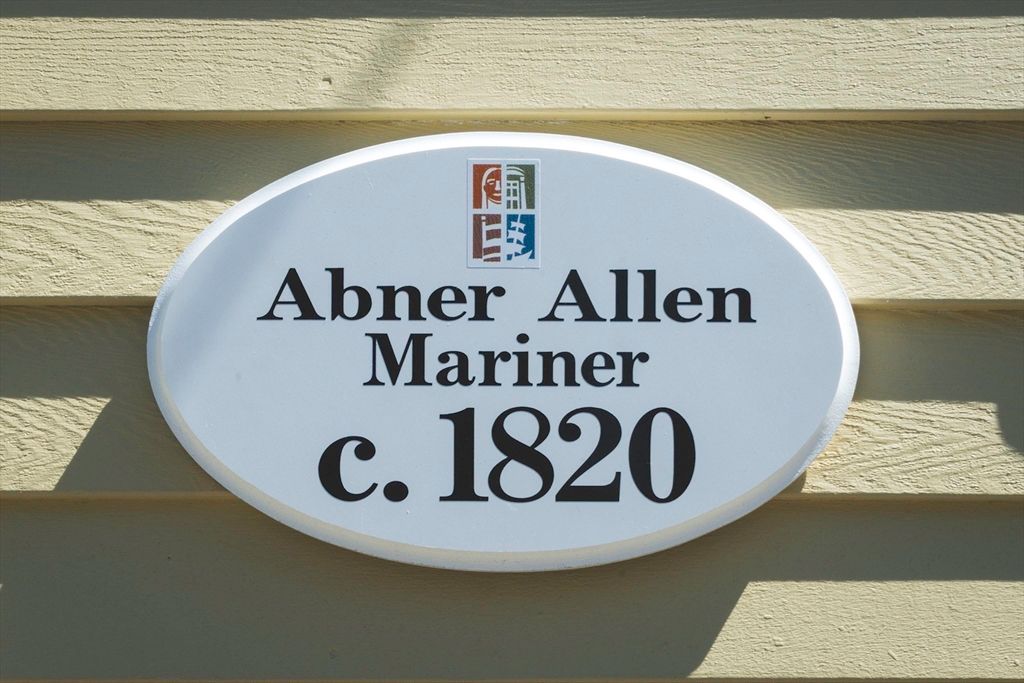 Abner Allen
Mariner
c. 1820